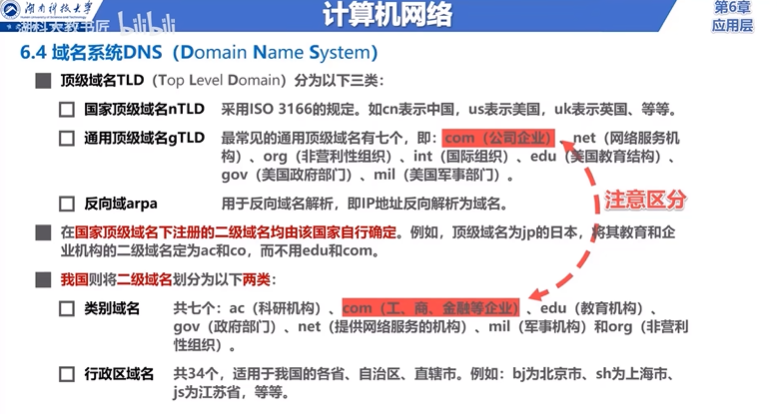 湖南科技大学
湖科大教书匠 bilibili
计算机网络
第6章
应用层
6.4 域名系统DNS（Domain Name System）
顶级域名TLD（Top Level Domain）分为以下三类：
国家顶级域名nTLD 采用ISO 3166的规定。如cn表示中国，us表示美国，uk表示英国、等等。
通用顶级域名gTLD 最常见的通用顶级域名有七个，即：com（公司企业）、net（网络服务机
构）、org（非营利性组织）、int（国际组织）、edu（美国教育结构）、
gov（美国政府部门）、mil（美国军事部门）。
注意区分
反向域arpa 用于反向域名解析，即IP地址反向解析为域名。
在国家顶级域名下注册的二级域名均由该国家自行确定。例如，顶级域名为jp的日本，将其教育和企
业机构的二级域名定为ac和co，而不用edu和com。
我国则将二级域名划分为以下两类：
类别域名 共七个：ac（科研机构）、com（工、商、金融等企业）、edu（教育机构）、
gov（政府部门）、net（提供网络服务的机构）、mil（军事机构）和org（非营利
性组织）。
行政区域名 共34个，适用于我国的各省、自治区、直辖市。例如：bj为北京市、sh为上海市、
js为江苏省，等等。